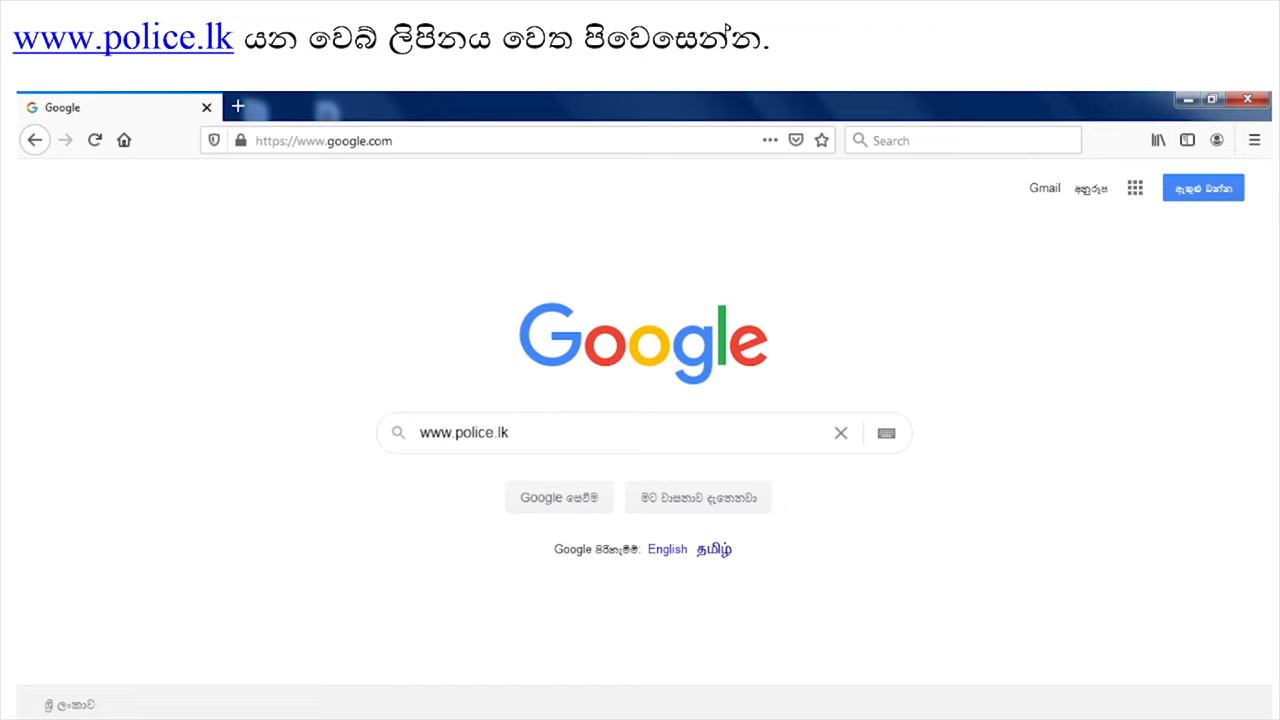 www.police.lk යන වෙබ් ලිපිනය වෙත පිවෙසෙන්න.
Google
https://www.google.com
Search
Gmail අනුරූප ඇතුළු වන්න
Google
www.police.lk
Google සෙවීම මට වාසනාව දැනෙනවා
Google පිරිනැමීම්: English தமிழ்
ශ්‍රී ලංකාව